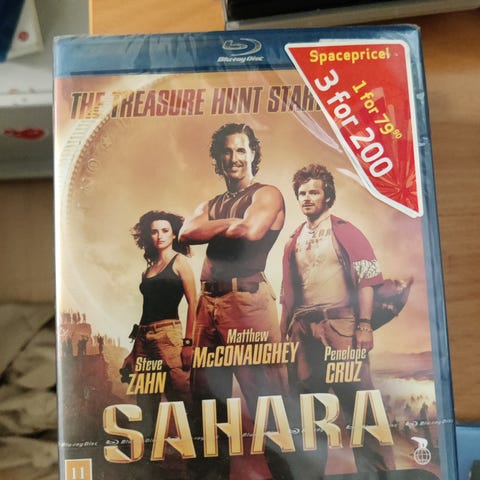 Blu-ray Disc
Spaceprice!
1 for 79.90
3 for 200
THE TREASURE HUNT STAR
Steve
ZAHN
Matthew
McCONAUGHEY
Penelope
CRUZ
SAHARA
11